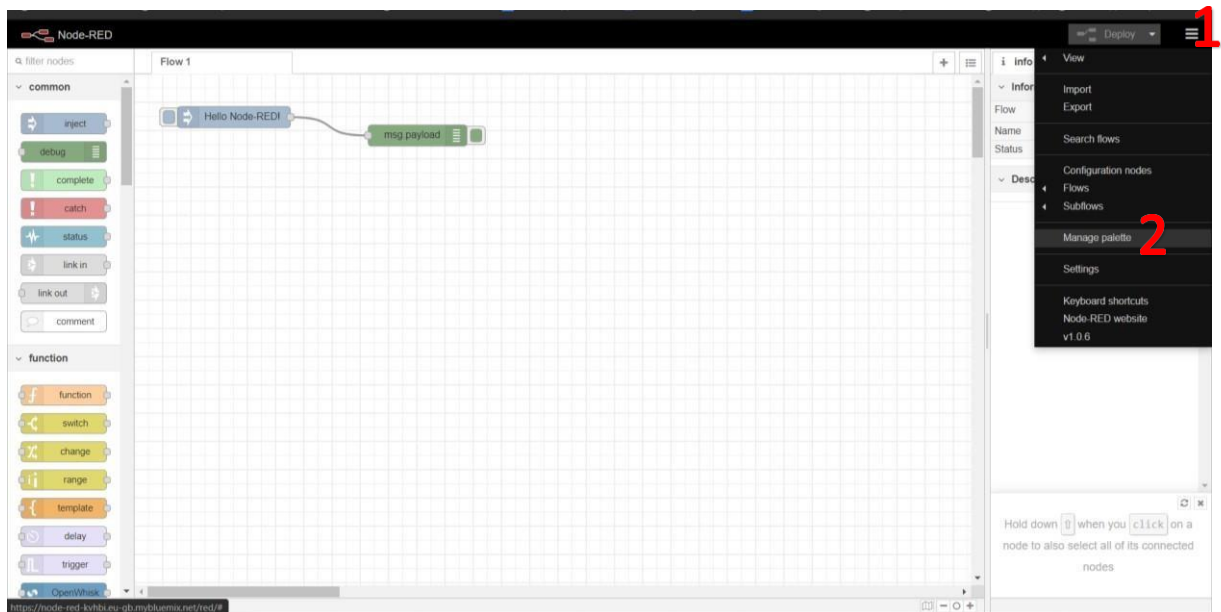 Node-RED
Deploy
1
filter nodes
Flow 1
info
View
common
Infor
Import
Flow
Export
inject
Hello Node-RED!
Name
debug
msg.payload
Status
Search flows
complete
Desc
Configuration nodes
Flows
catch
Subflows
status
Manage palette
2
link in
Settings
link out
Keyboard shortcuts
comment
Node-RED website
v1.0.6
function
function
switch
change
range
template
Hold down ⇧ when you click on a
delay
node to also select all of its connected
trigger
nodes
OpenWhisk
https://node-red-kvhbi.eu-gb.mybluemix.net/red/#